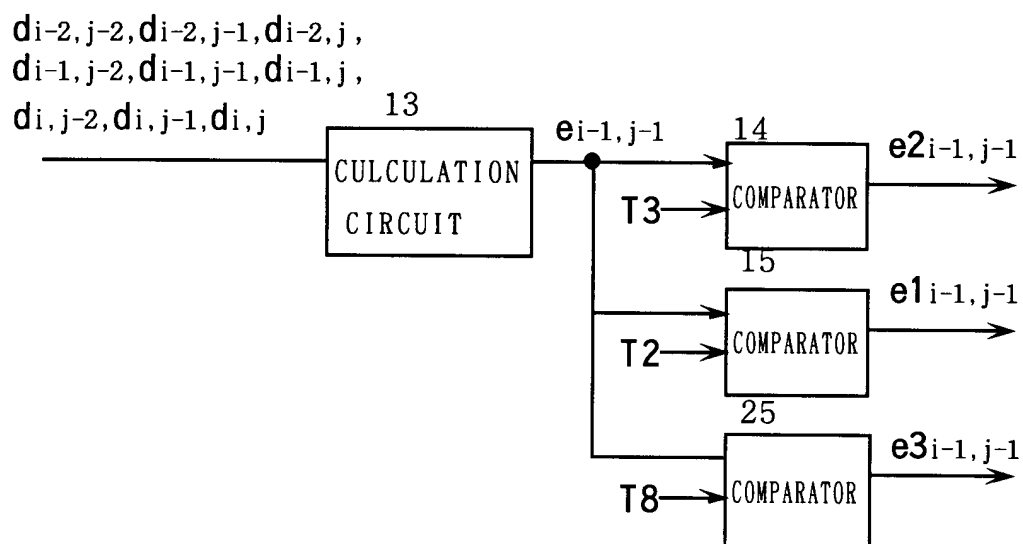 di-2,j-2,di-2,j-1,di-2,j,
di-1,j-2,di-1,j-1,di-1,j,
di,j-2,di,j-1,di,j
13
CULCULATION
CIRCUIT
ei-1,j-1
14
COMPARATOR
T3
e2i-1,j-1
15
COMPARATOR
T2
e1i-1,j-1
25
COMPARATOR
T8
e3i-1,j-1